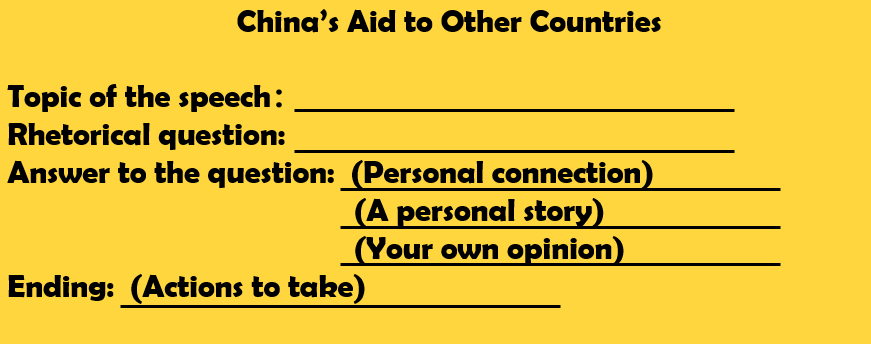 China’s Aid to Other Countries
Topic of the speech:
Rhetorical question:
Answer to the question: (Personal connection)
(A personal story)
(Your own opinion)
Ending: (Actions to take)